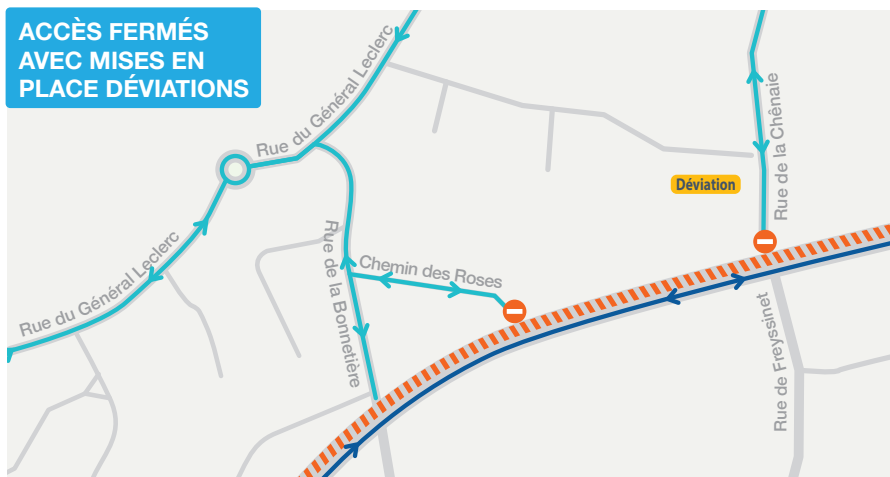 ACCÈS FERMÉS
AVEC MISES EN
PLACE DÉVIATIONS
Rue du Général Leclerc
Rue de la Chênaie
Déviation
Rue du Général Leclerc
Rue de la Bonnetière
Chemin des Roses
Rue de Freyssinet